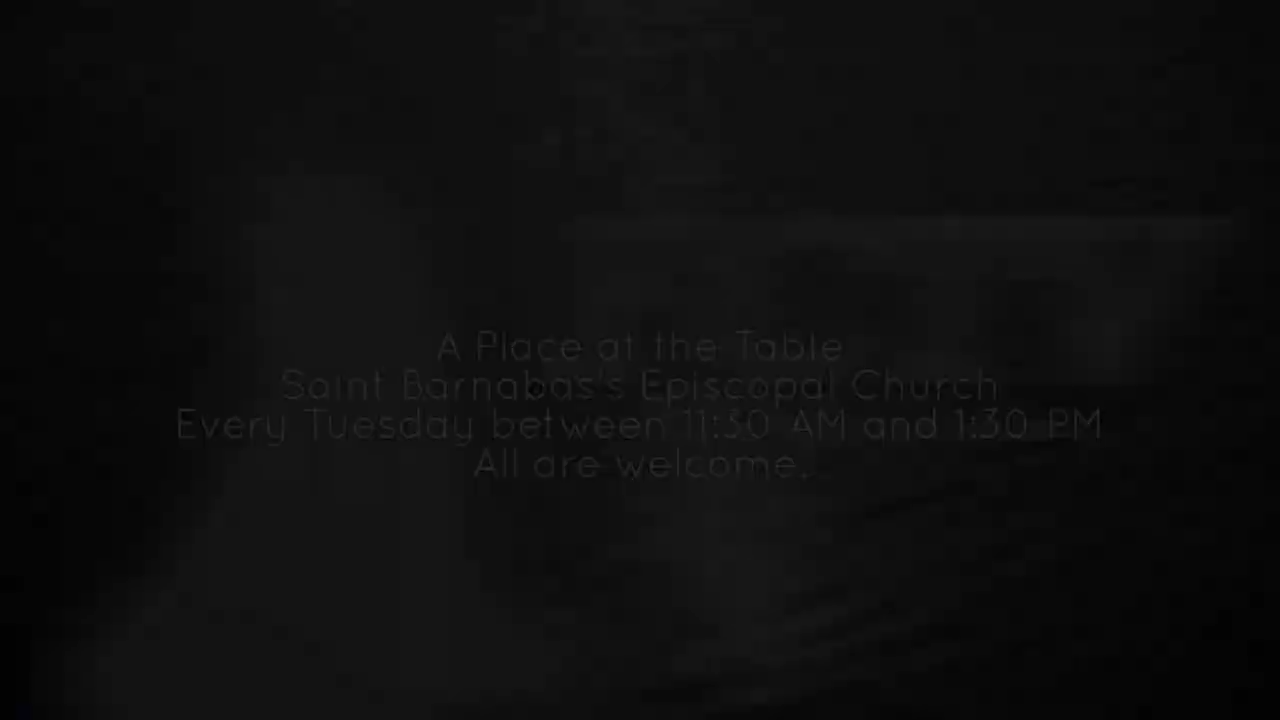 A Place at the Table
Saint Barnabas's Episcopal Church
Every Tuesday between 11:30 AM and 1:30 PM
All are welcome.